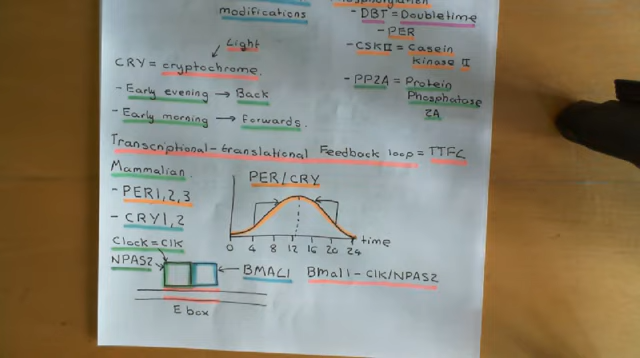 modifications
Phosphorylation
- DBT = Doubletime
- PER
- CSKII = Casein
kinase II
- PP2A = Protein
Phosphatase
2A
Light
CRY = cryptochrome.
- Early evening → Back
- Early morning → Forwards.
Transcriptional-translational Feedback loop = TTFL
Mammalian.
- PER1,2,3
- CRY1,2
PER/CRY
0 4 8 12 16 20 24
time
Clock = Clk
NPAS2
BMAL1
Bmal1 - Clk/NPAS2
E box